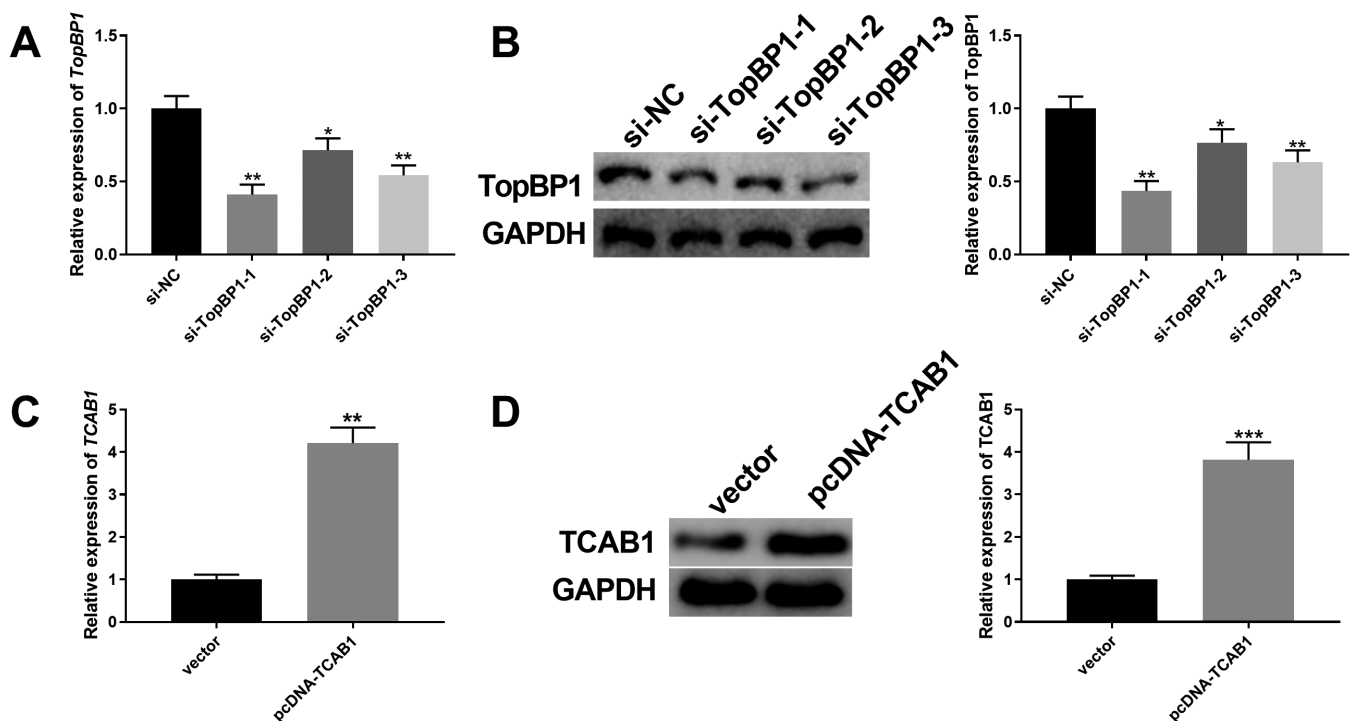 A
Relative expression of TopBP1
1.5
1.0
0.5
0.0
**
*
**
si-NC
si-TopBP1-1
si-TopBP1-2
si-TopBP1-3
B
si-NC
si-TopBP1-1
si-TopBP1-2
si-TopBP1-3
TopBP1
GAPDH
Relative expression of TopBP1
1.5
1.0
0.5
0.0
**
*
**
si-NC
si-TopBP1-1
si-TopBP1-2
si-TopBP1-3
C
Relative expression of TCAB1
5
4
3
2
1
0
**
vector
pcDNA-TCAB1
D
vector
pcDNA-TCAB1
TCAB1
GAPDH
Relative expression of TCAB1
5
4
3
2
1
0
***
vector
pcDNA-TCAB1